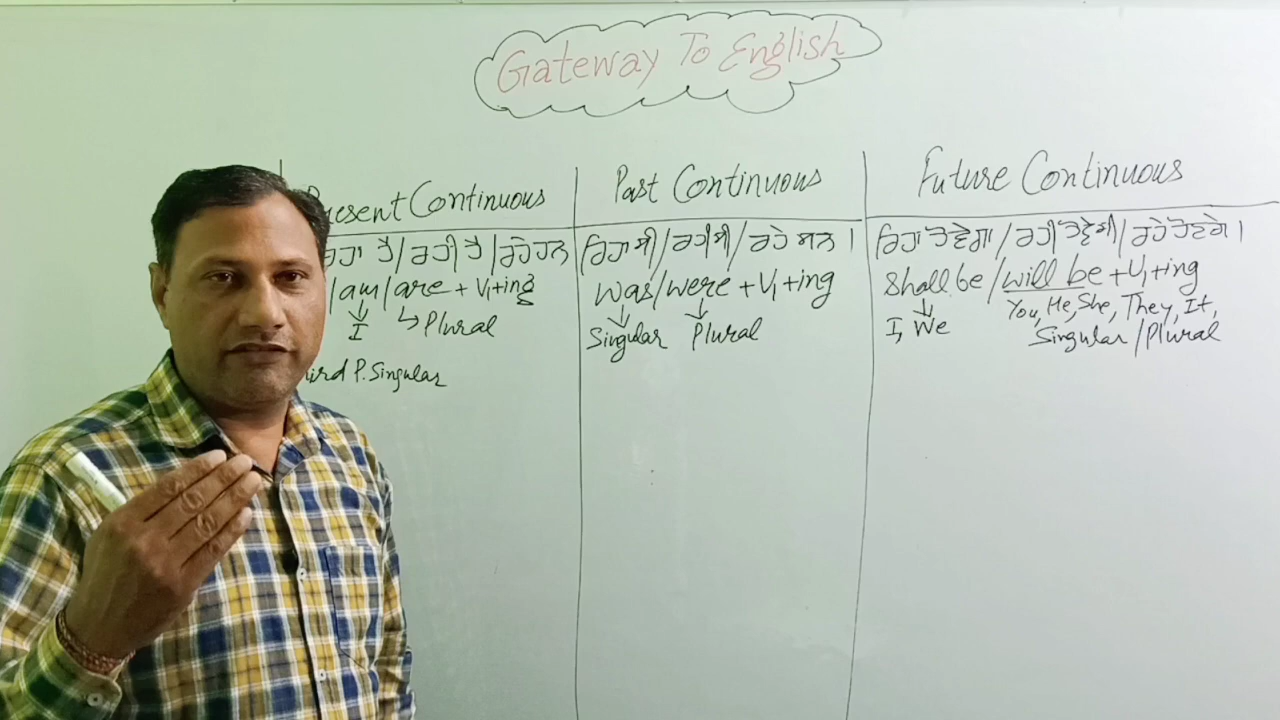 Gateway To English
Present Continuous
ਰਹਾ ਹੈ/ਰਹੀ ਹੈ/ਰਹੇ ਹਨ
/am/are + V1+ing
I Plural
Third P. Singular
Past Continuous
ਰਿਹਾ ਸੀ/ਰਹੀ ਸੀ/ਰਹੇ ਸਨ।
was/were + V1+ing
Singular Plural
Future Continuous
ਰਿਹਾ ਹੋਵੇਗਾ/ਰਹੀ ਹੋਵੇਗੀ/ਰਹੇ ਹੋਣਗੇ।
Shall be/will be + V1+ing
I, We You, He, She, They, It,
Singular/Plural